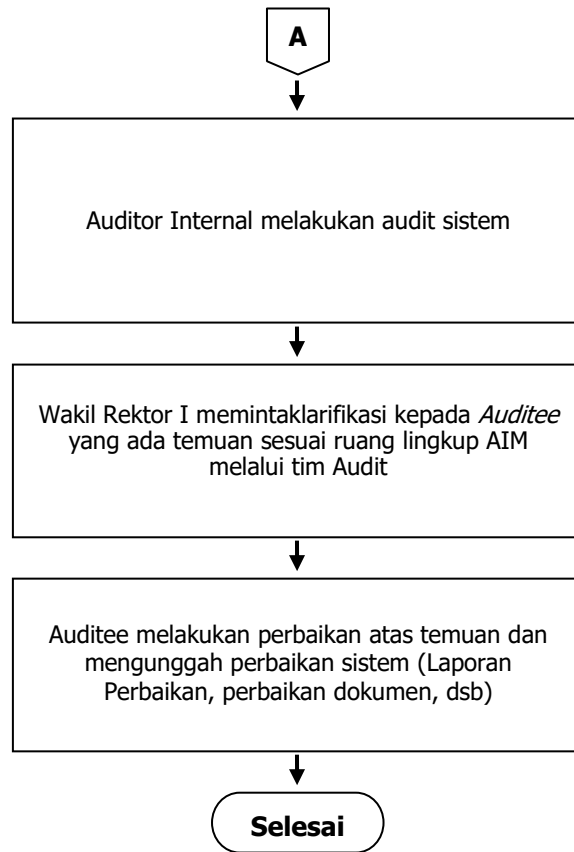 A
Auditor Internal melakukan audit sistem
Wakil Rektor I memintaklarifikasi kepada Auditee
yang ada temuan sesuai ruang lingkup AIM
melalui tim Audit
Auditee melakukan perbaikan atas temuan dan
mengunggah perbaikan sistem (Laporan
Perbaikan, perbaikan dokumen, dsb)
Selesai